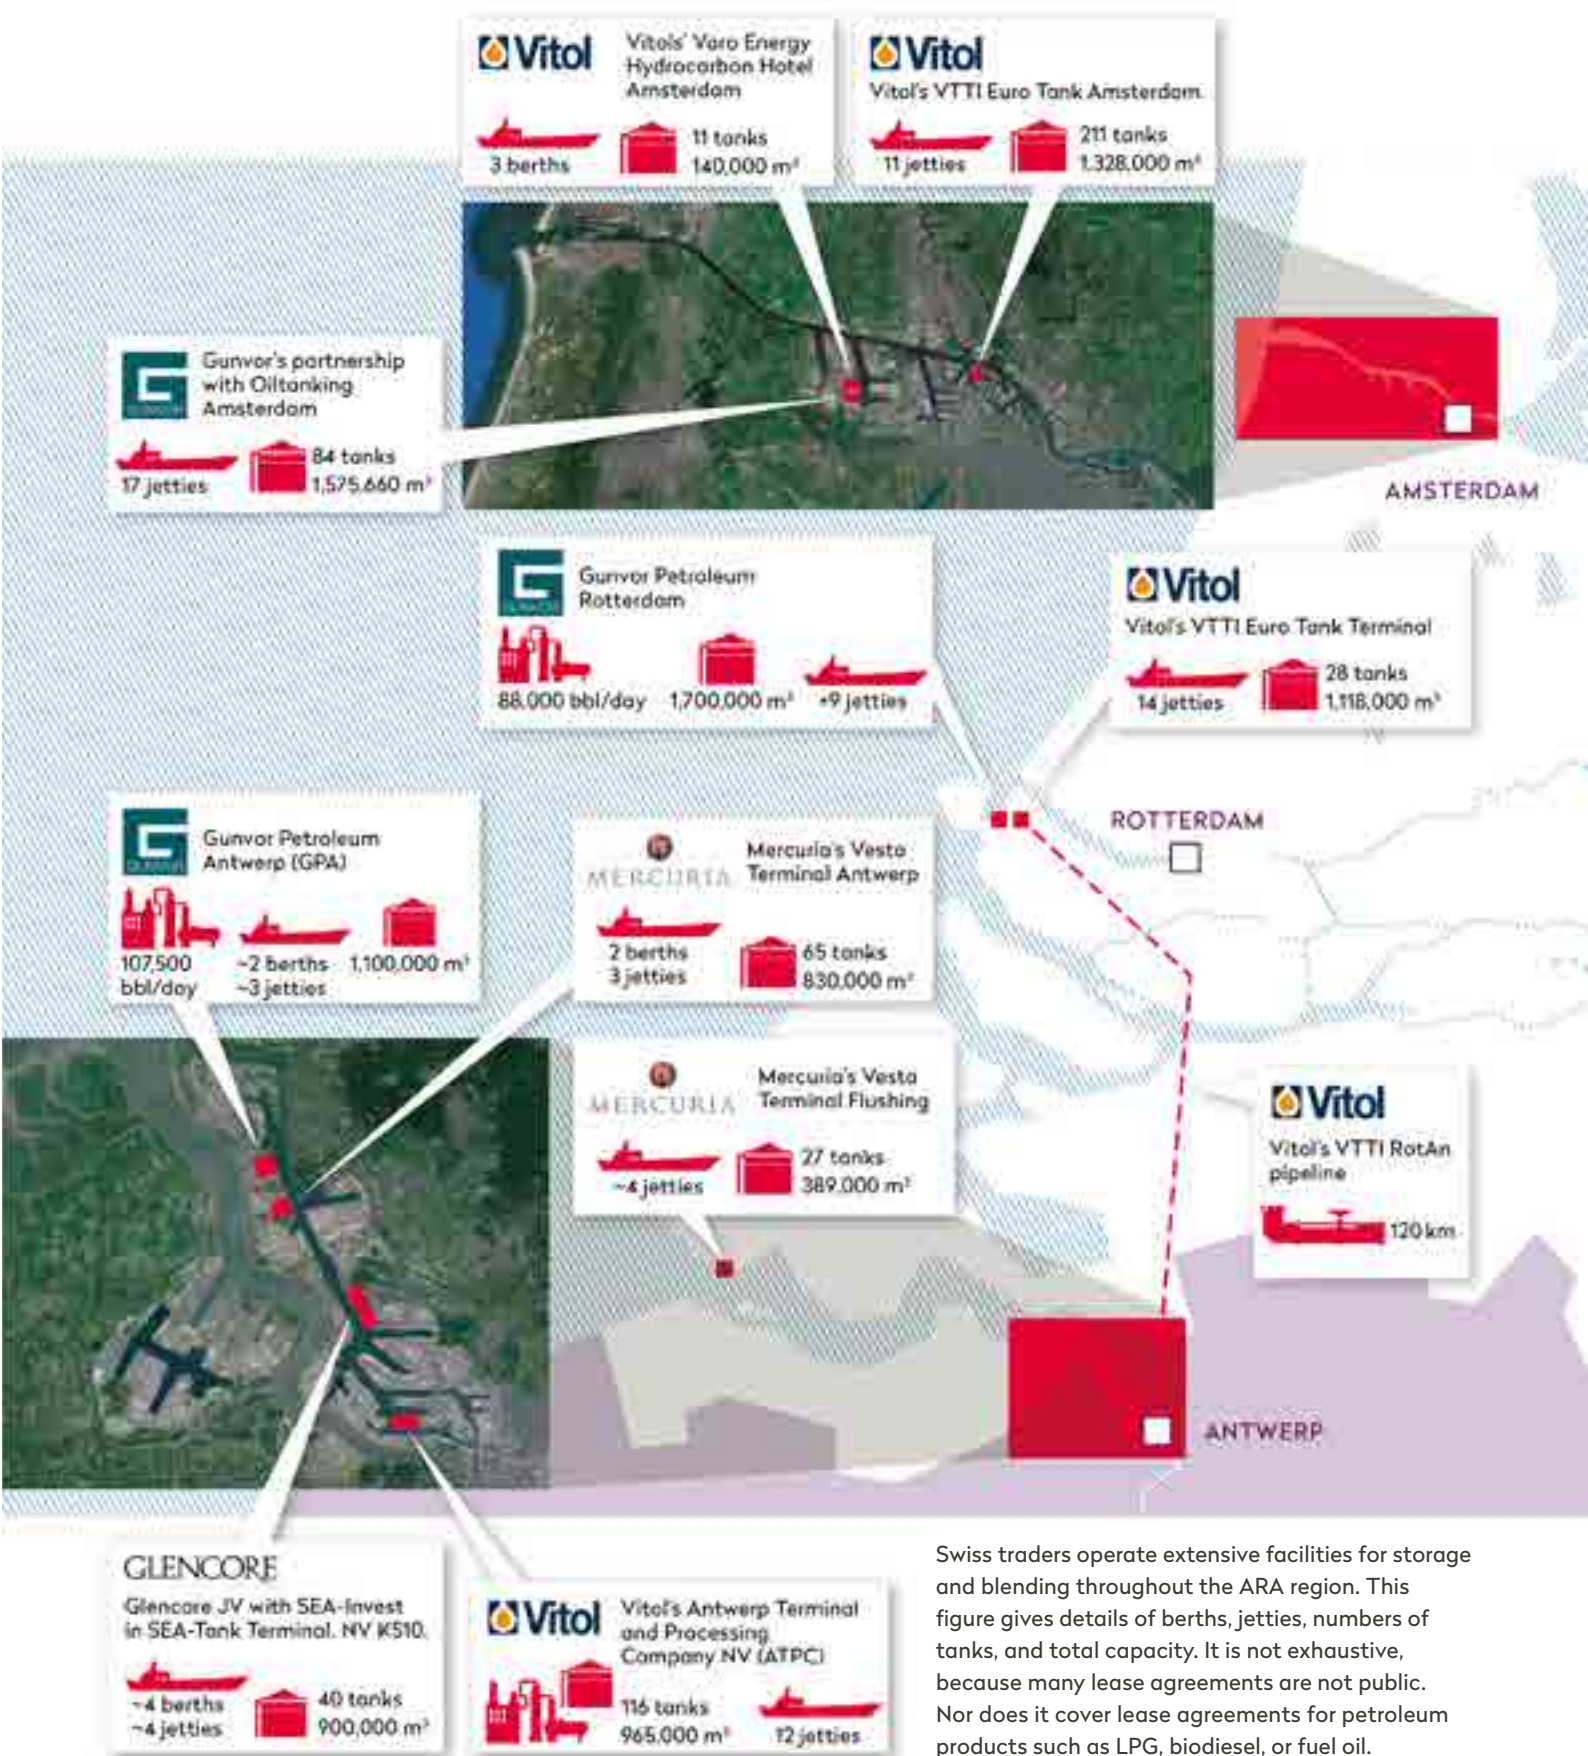 Vitol
Vitols' Varo Energy
Hydrocarbon Hotel
Amsterdam
3 berths
11 tanks
140,000 m³
Vitol
Vitol's VTTI Euro Tank Amsterdam
11 jetties
211 tanks
1.328,000 m³
Gunvor's partnership
with Oiltanking
Amsterdam
17 jetties
84 tanks
1,575,660 m³
AMSTERDAM
Gunvor Petroleum
Rotterdam
88,000 bbl/day
1,700,000 m³
+9 jetties
Vitol
Vitol's VTTI Euro Tank Terminal
14 jetties
28 tanks
1,118,000 m³
ROTTERDAM
Gunvor Petroleum
Antwerp (GPA)
107,500
bbl/day
~2 berths
~3 jetties
1,100,000 m³
MERCURIA
Mercuria's Vesta
Terminal Antwerp
2 berths
3 jetties
65 tanks
830,000 m³
MERCURIA
Mercuria's Vesta
Terminal Flushing
~4 jetties
27 tanks
389,000 m³
Vitol
Vitol's VTTI RotAn
pipeline
120 km
ANTWERP
GLENCORE
Glencore JV with SEA-Invest
in SEA-Tank Terminal, NV K510.
~4 berths
~4 jetties
40 tanks
900,000 m³
Vitol
Vitol's Antwerp Terminal
and Processing
Company NV (ATPC)
116 tanks
965,000 m³
12 jetties
Swiss traders operate extensive facilities for storage
and blending throughout the ARA region. This
figure gives details of berths, jetties, numbers of
tanks, and total capacity. It is not exhaustive,
because many lease agreements are not public.
Nor does it cover lease agreements for petroleum
products such as LPG, biodiesel, or fuel oil.